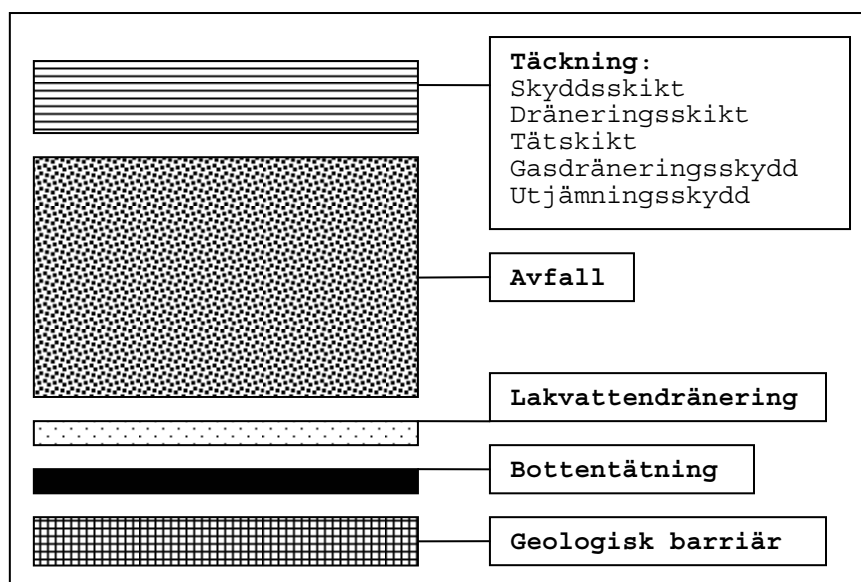 Täckning:
Skyddsskikt
Dräneringsskikt
Tätskikt
Gasdräneringsskydd
Utjämningsskydd
Avfall
Lakvattendränering
Bottentätning
Geologisk barriär